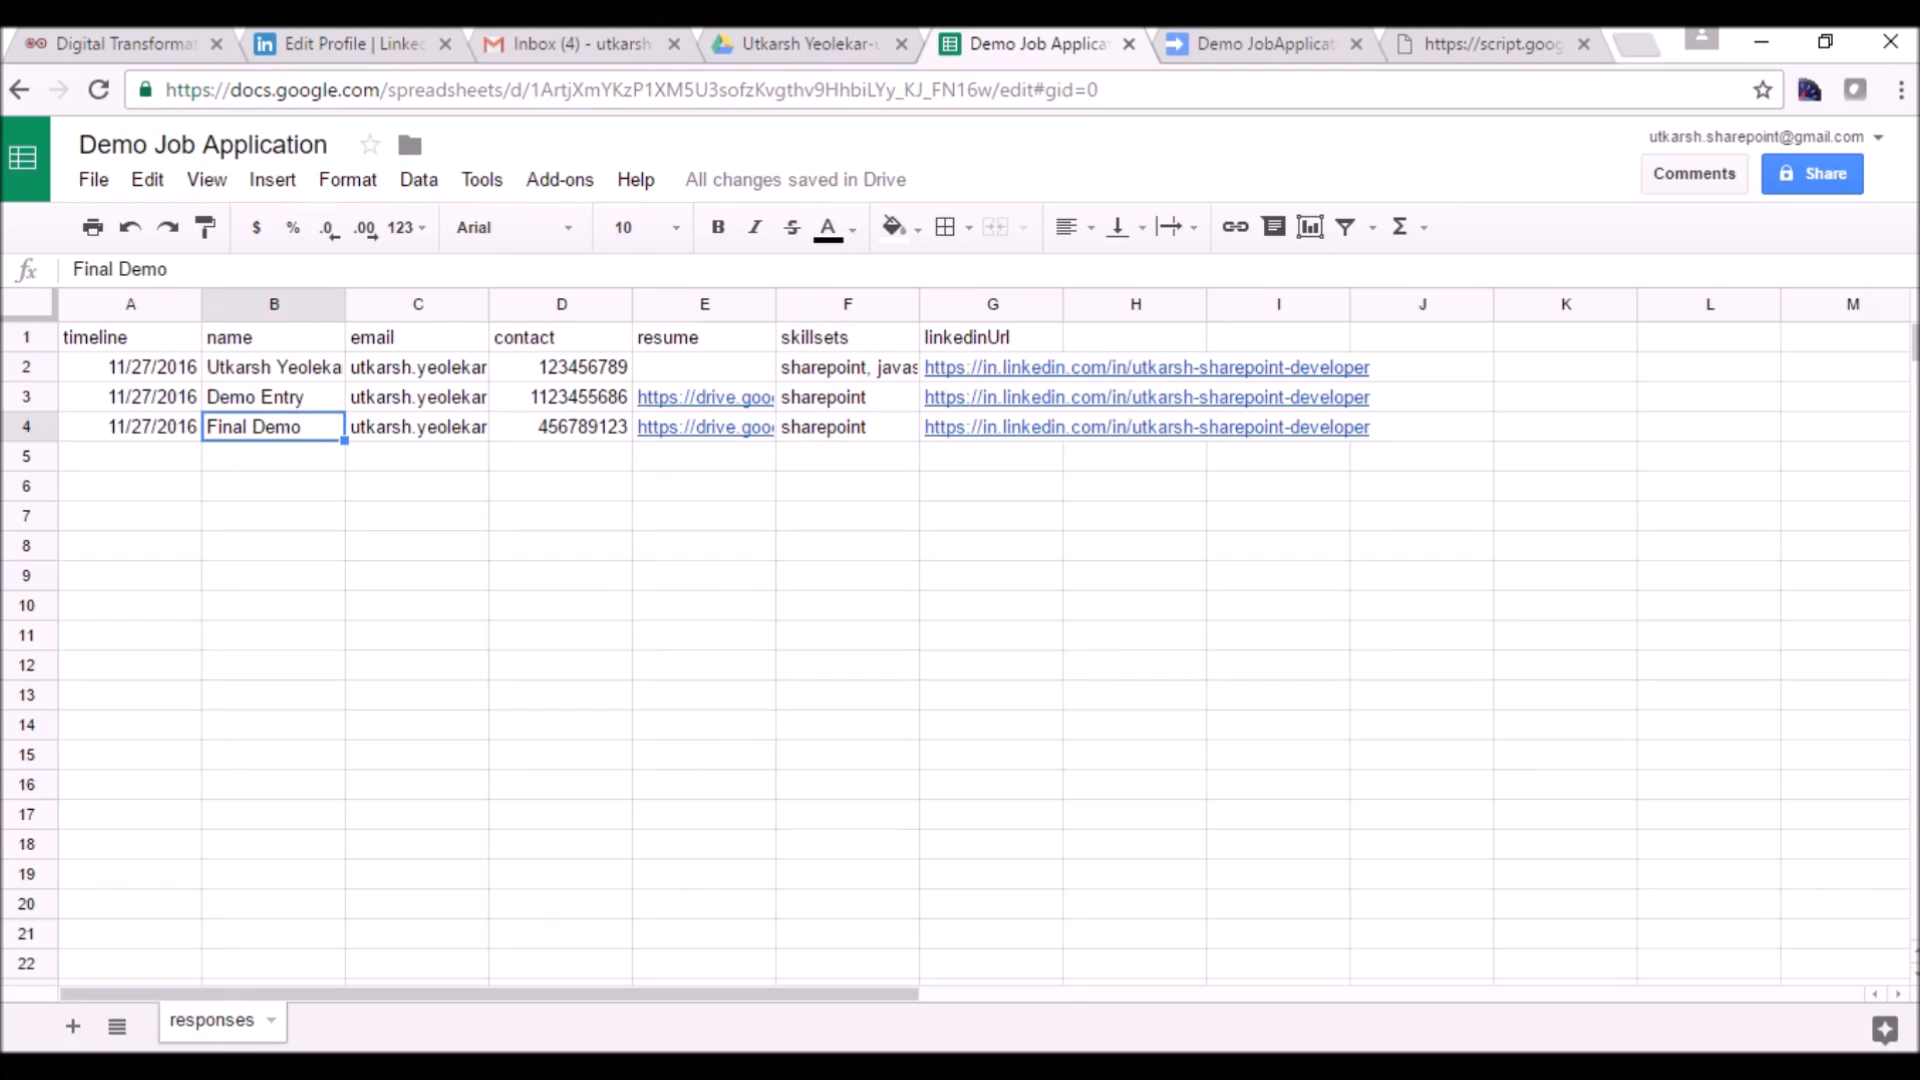 Digital Transformat
Edit Profile | Linked
Inbox (4) - utkarsh
Utkarsh Yeolekar-
Demo Job Applica
Demo JobApplicat
https://script.goog
https://docs.google.com/spreadsheets/d/1ArtjXmYKzP1XM5U3sofzKvgthv9HhbiLYy_KJ_FN16w/edit#gid=0
Demo Job Application
utkarsh.sharepoint@gmail.com
File Edit View Insert Format Data Tools Add-ons Help All changes saved in Drive
Comments Share
$ % .0 .00 123 Arial 10 B I S A Σ
fx Final Demo
A B C D E F G H I J K L M
1 timeline name email contact resume skillsets linkedinUrl
2 11/27/2016 Utkarsh Yeoleka utkarsh.yeolekar 123456789 sharepoint, javas https://in.linkedin.com/in/utkarsh-sharepoint-developer
3 11/27/2016 Demo Entry utkarsh.yeolekar 1123455686 https://drive.goo sharepoint https://in.linkedin.com/in/utkarsh-sharepoint-developer
4 11/27/2016 Final Demo utkarsh.yeolekar 456789123 https://drive.goo sharepoint https://in.linkedin.com/in/utkarsh-sharepoint-developer
5
6
7
8
9
10
11
12
13
14
15
16
17
18
19
20
21
22
responses